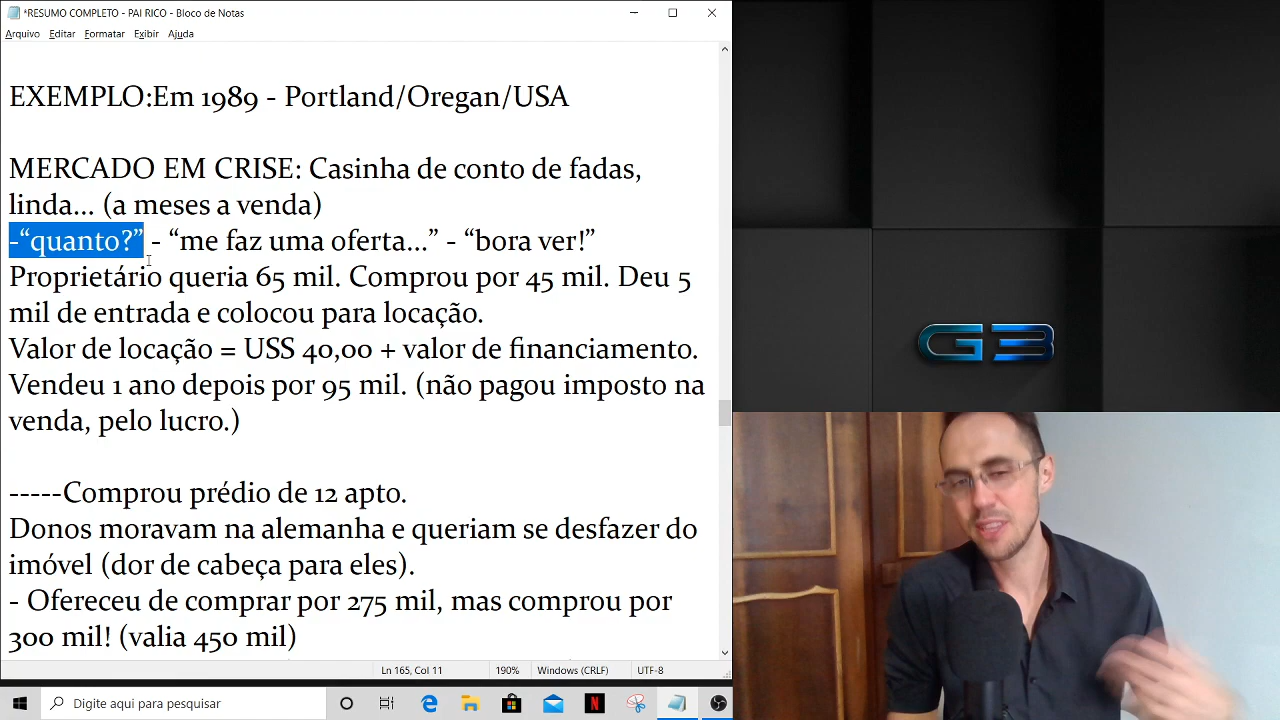 *RESUMO COMPLETO - PAI RICO - Bloco de Notas
Arquivo Editar Formatar Exibir Ajuda
EXEMPLO:Em 1989 - Portland/Oregan/USA
MERCADO EM CRISE: Casinha de conto de fadas,
linda... (a meses a venda)
-“quanto?” - “me faz uma oferta...” - “bora ver!”
Proprietário queria 65 mil. Comprou por 45 mil. Deu 5
mil de entrada e colocou para locação.
Valor de locação = USS 40,00 + valor de financiamento.
Vendeu 1 ano depois por 95 mil. (não pagou imposto na
venda, pelo lucro.)
-----Comprou prédio de 12 apto.
Donos moravam na alemanha e queriam se desfazer do
imóvel (dor de cabeça para eles).
- Ofereceu de comprar por 275 mil, mas comprou por
300 mil! (valia 450 mil)
Ln 165, Col 11 190% Windows (CRLF) UTF-8
Digite aqui para pesquisar
G3